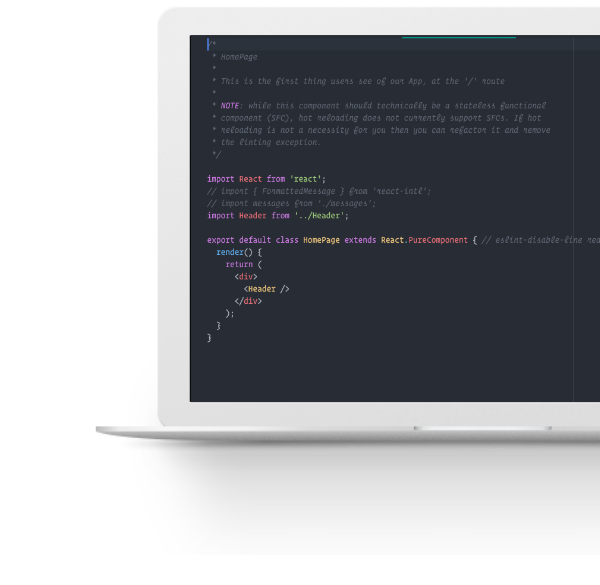 /*
* HomePage
*
* This is the first thing users see of our App, at the '/' route
*
* NOTE: while this component should technically be a stateless functional
* component (SFC), hot reloading does not currently support SFCs. If hot
* reloading is not a necessity for you then you can refactor it and remove
* the linting exception.
*/
import React from 'react';
// import { FormattedMessage } from 'react-intl';
// import messages from './messages';
import Header from '../Header';
export default class HomePage extends React.PureComponent { // eslint-disable-line
render() {
return (
<div>
<Header />
</div>
);
}
}